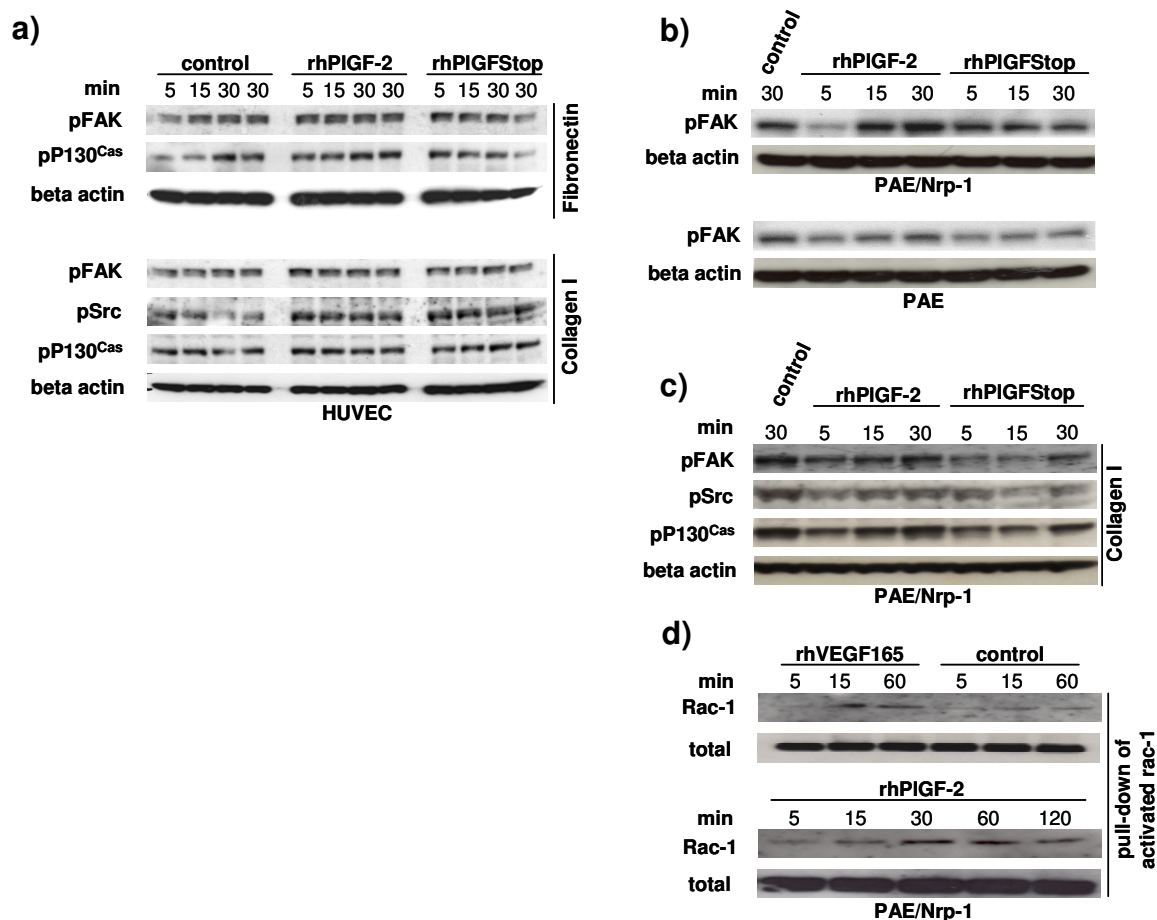 a)
control rhPlGF-2 rhPlGFStop
min 5 15 30 30 5 15 30 30 5 15 30 30
pFAK
pP130Cas
beta actin
Fibronectin
pFAK
pSrc
pP130Cas
beta actin
Collagen I
HUVEC
b)
control
rhPlGF-2 rhPlGFStop
min 30 5 15 30 5 15 30
pFAK
beta actin
PAE/Nrp-1
pFAK
beta actin
PAE
c)
control
rhPlGF-2 rhPlGFStop
min 30 5 15 30 5 15 30
pFAK
pSrc
pP130Cas
beta actin
Collagen I
PAE/Nrp-1
d)
rhVEGF165 control
min 5 15 60 5 15 60
Rac-1
total
rhPlGF-2
min 5 15 30 60 120
Rac-1
total
pull-down of
activated rac-1
PAE/Nrp-1